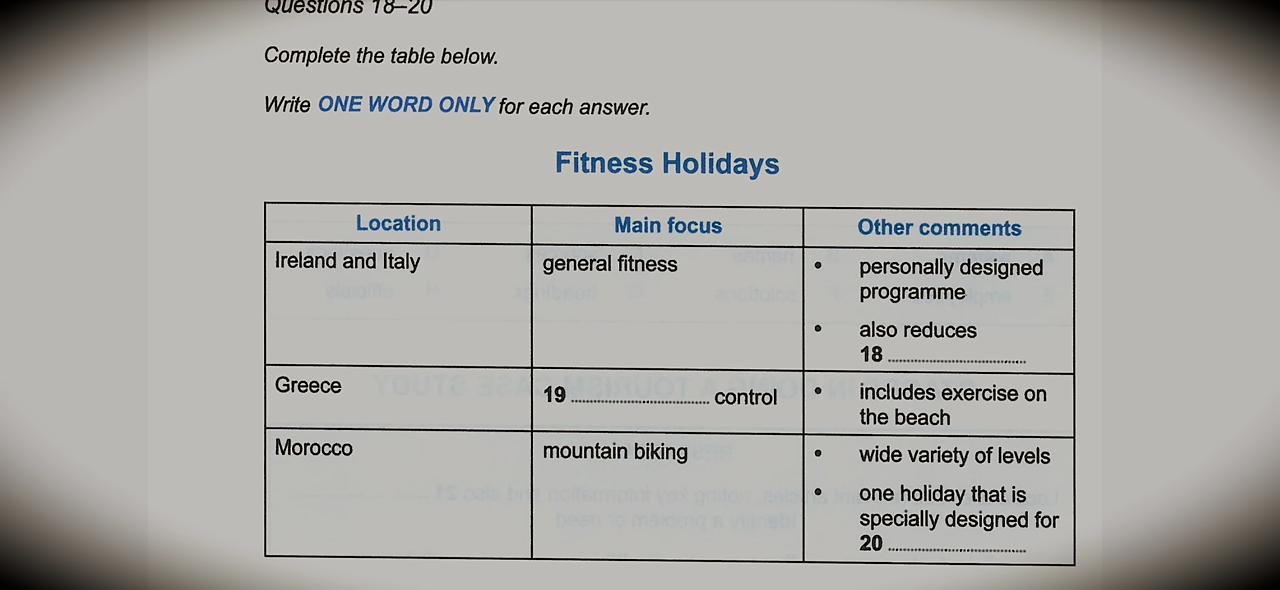 Questions 18–20
Complete the table below.
Write ONE WORD ONLY for each answer.
Fitness Holidays
Location Main focus Other comments
Ireland and Italy general fitness • personally designed
programme
• also reduces
18 ................................
Greece 19 ................................ control • includes exercise on
the beach
Morocco mountain biking • wide variety of levels
• one holiday that is
specially designed for
20 ................................